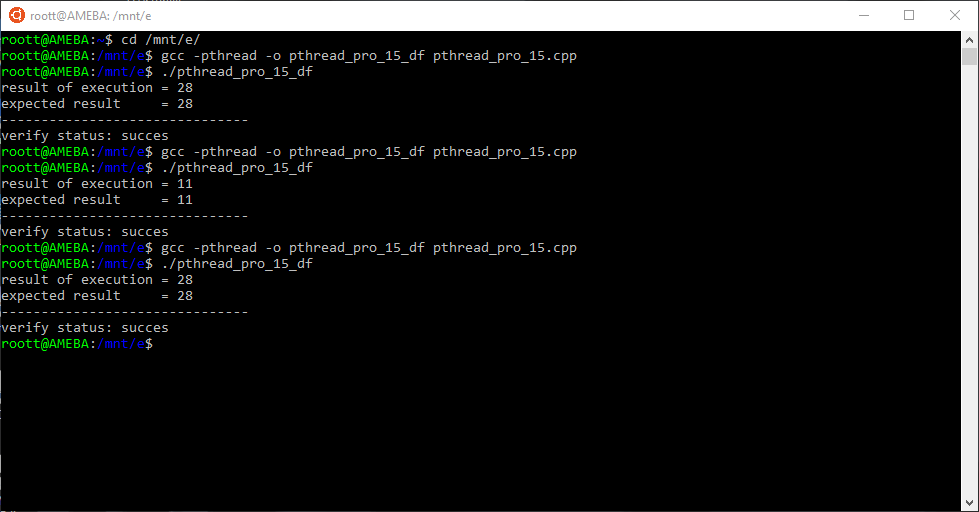 roott@AMEBA: /mnt/e
roott@AMEBA:~$ cd /mnt/e/
roott@AMEBA:/mnt/e$ gcc -pthread -o pthread_pro_15_df pthread_pro_15.cpp
roott@AMEBA:/mnt/e$ ./pthread_pro_15_df
result of execution = 28
expected result     = 28
-------------------------------
verify status: succes
roott@AMEBA:/mnt/e$ gcc -pthread -o pthread_pro_15_df pthread_pro_15.cpp
roott@AMEBA:/mnt/e$ ./pthread_pro_15_df
result of execution = 11
expected result     = 11
-------------------------------
verify status: succes
roott@AMEBA:/mnt/e$ gcc -pthread -o pthread_pro_15_df pthread_pro_15.cpp
roott@AMEBA:/mnt/e$ ./pthread_pro_15_df
result of execution = 28
expected result     = 28
-------------------------------
verify status: succes
roott@AMEBA:/mnt/e$